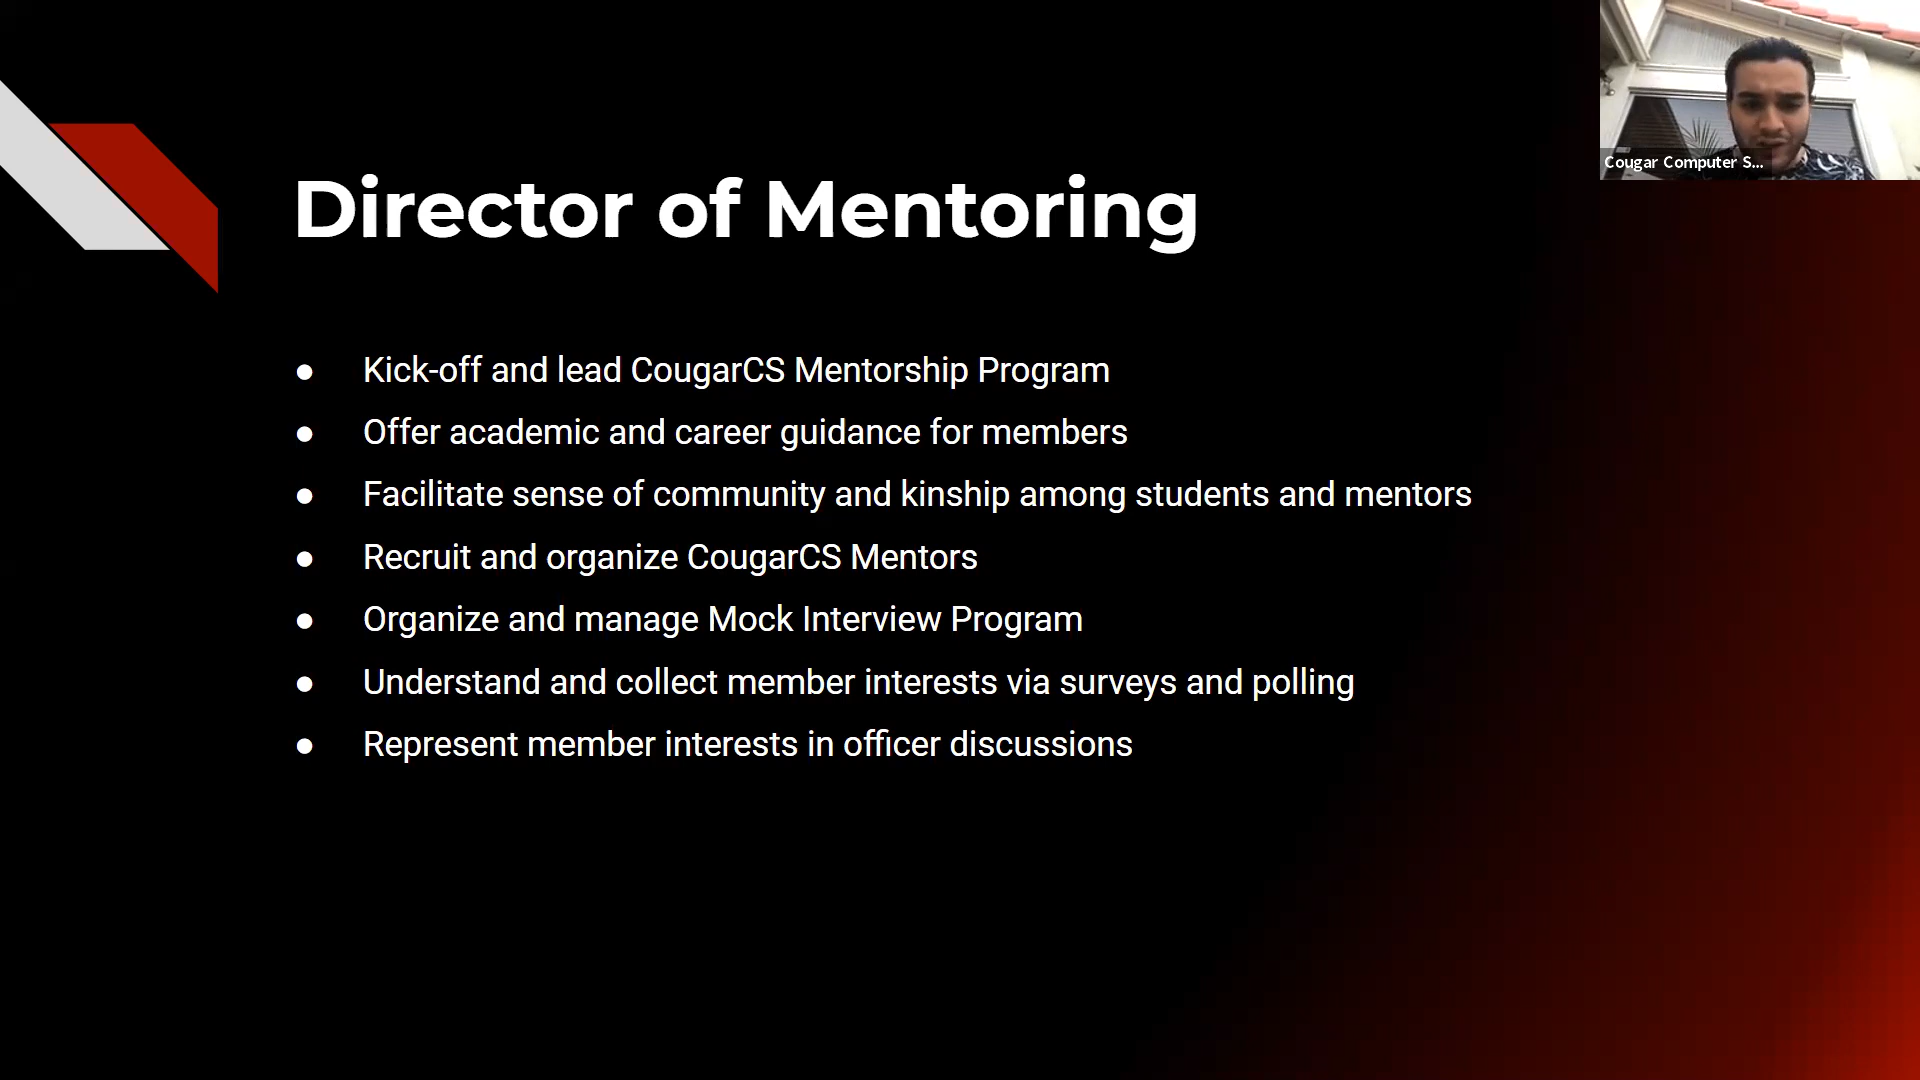 Cougar Computer S...
Director of Mentoring
● Kick-off and lead CougarCS Mentorship Program
● Offer academic and career guidance for members
● Facilitate sense of community and kinship among students and mentors
● Recruit and organize CougarCS Mentors
● Organize and manage Mock Interview Program
● Understand and collect member interests via surveys and polling
● Represent member interests in officer discussions